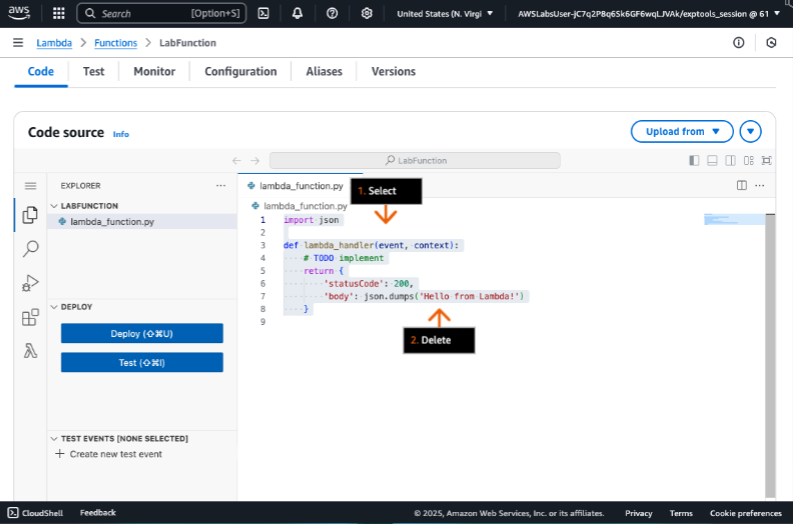 aws
Search [Option+S]
United States (N. Virgi
AWSLabsUser-jC7q2P8q6Sk6GF6wqLJVAk/exptools_session @ 61
Lambda > Functions > LabFunction
Code
Test
Monitor
Configuration
Aliases
Versions
Code source Info
Upload from
LabFunction
EXPLORER
LABFUNCTION
lambda_function.py
DEPLOY
Deploy (⇧⌘U)
Test (⇧⌘I)
TEST EVENTS [NONE SELECTED]
+ Create new test event
lambda_function.py
lambda_function.py
1. Select
1 import json
2
3 def lambda_handler(event, context):
4 # TODO implement
5 return {
6 'statusCode': 200,
7 'body': json.dumps('Hello from Lambda!')
8 }
9
2. Delete
CloudShell
Feedback
© 2025, Amazon Web Services, Inc. or its affiliates.
Privacy
Terms
Cookie preferences